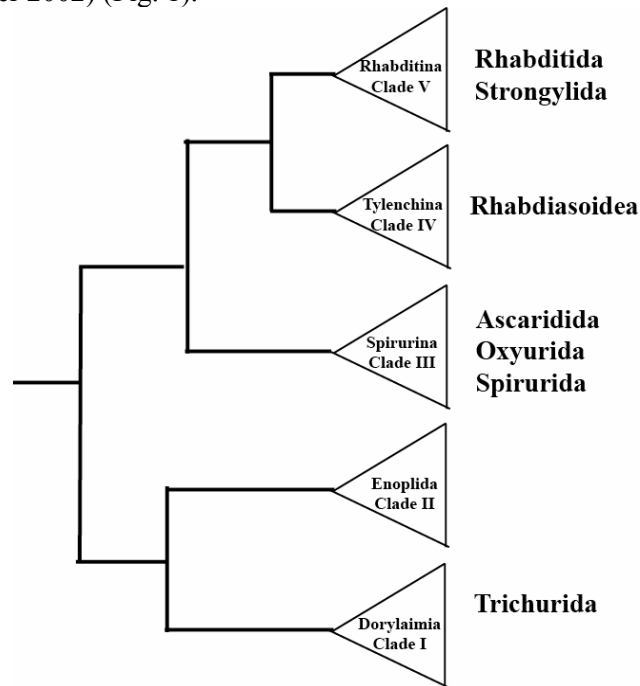 er 2002) (Fig. 1).
Rhabditina
Clade V
Rhabditida
Strongylida
Tylenchina
Clade IV
Rhabdiasoidea
Spirurina
Clade III
Ascaridida
Oxyurida
Spirurida
Enoplida
Clade II
Dorylaimia
Clade I
Trichurida